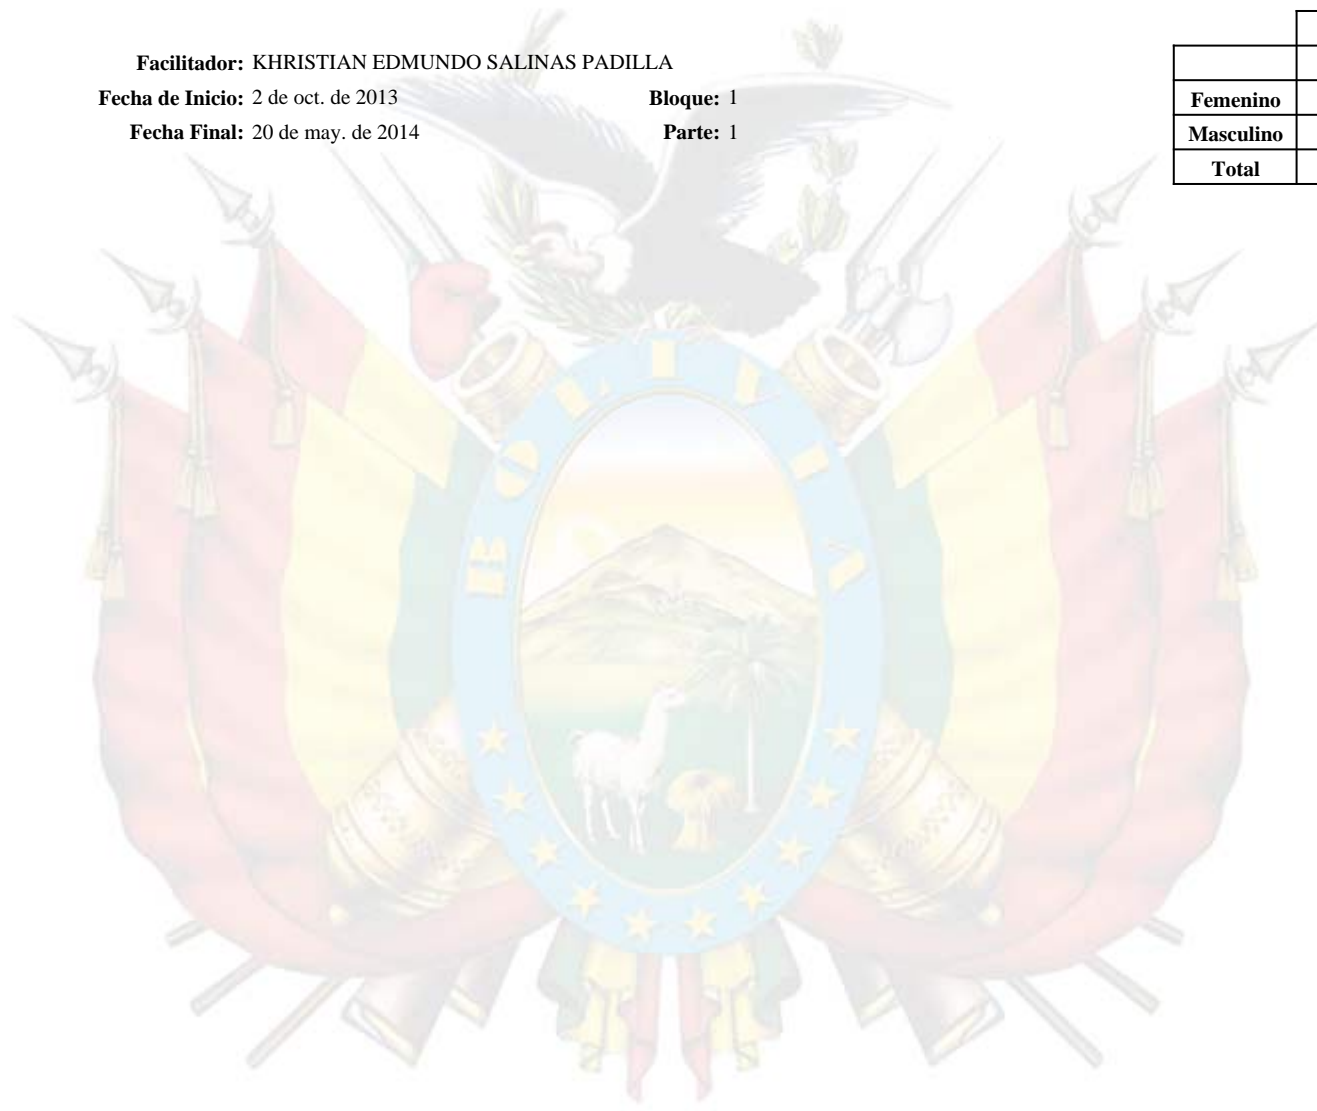 Facilitador: KHRISTIAN EDMUNDO SALINAS PADILLA
Fecha de Inicio: 2 de oct. de 2013 Bloque: 1
Fecha Final: 20 de may. de 2014 Parte: 1
Femenino
Masculino
Total
BOLIVIA